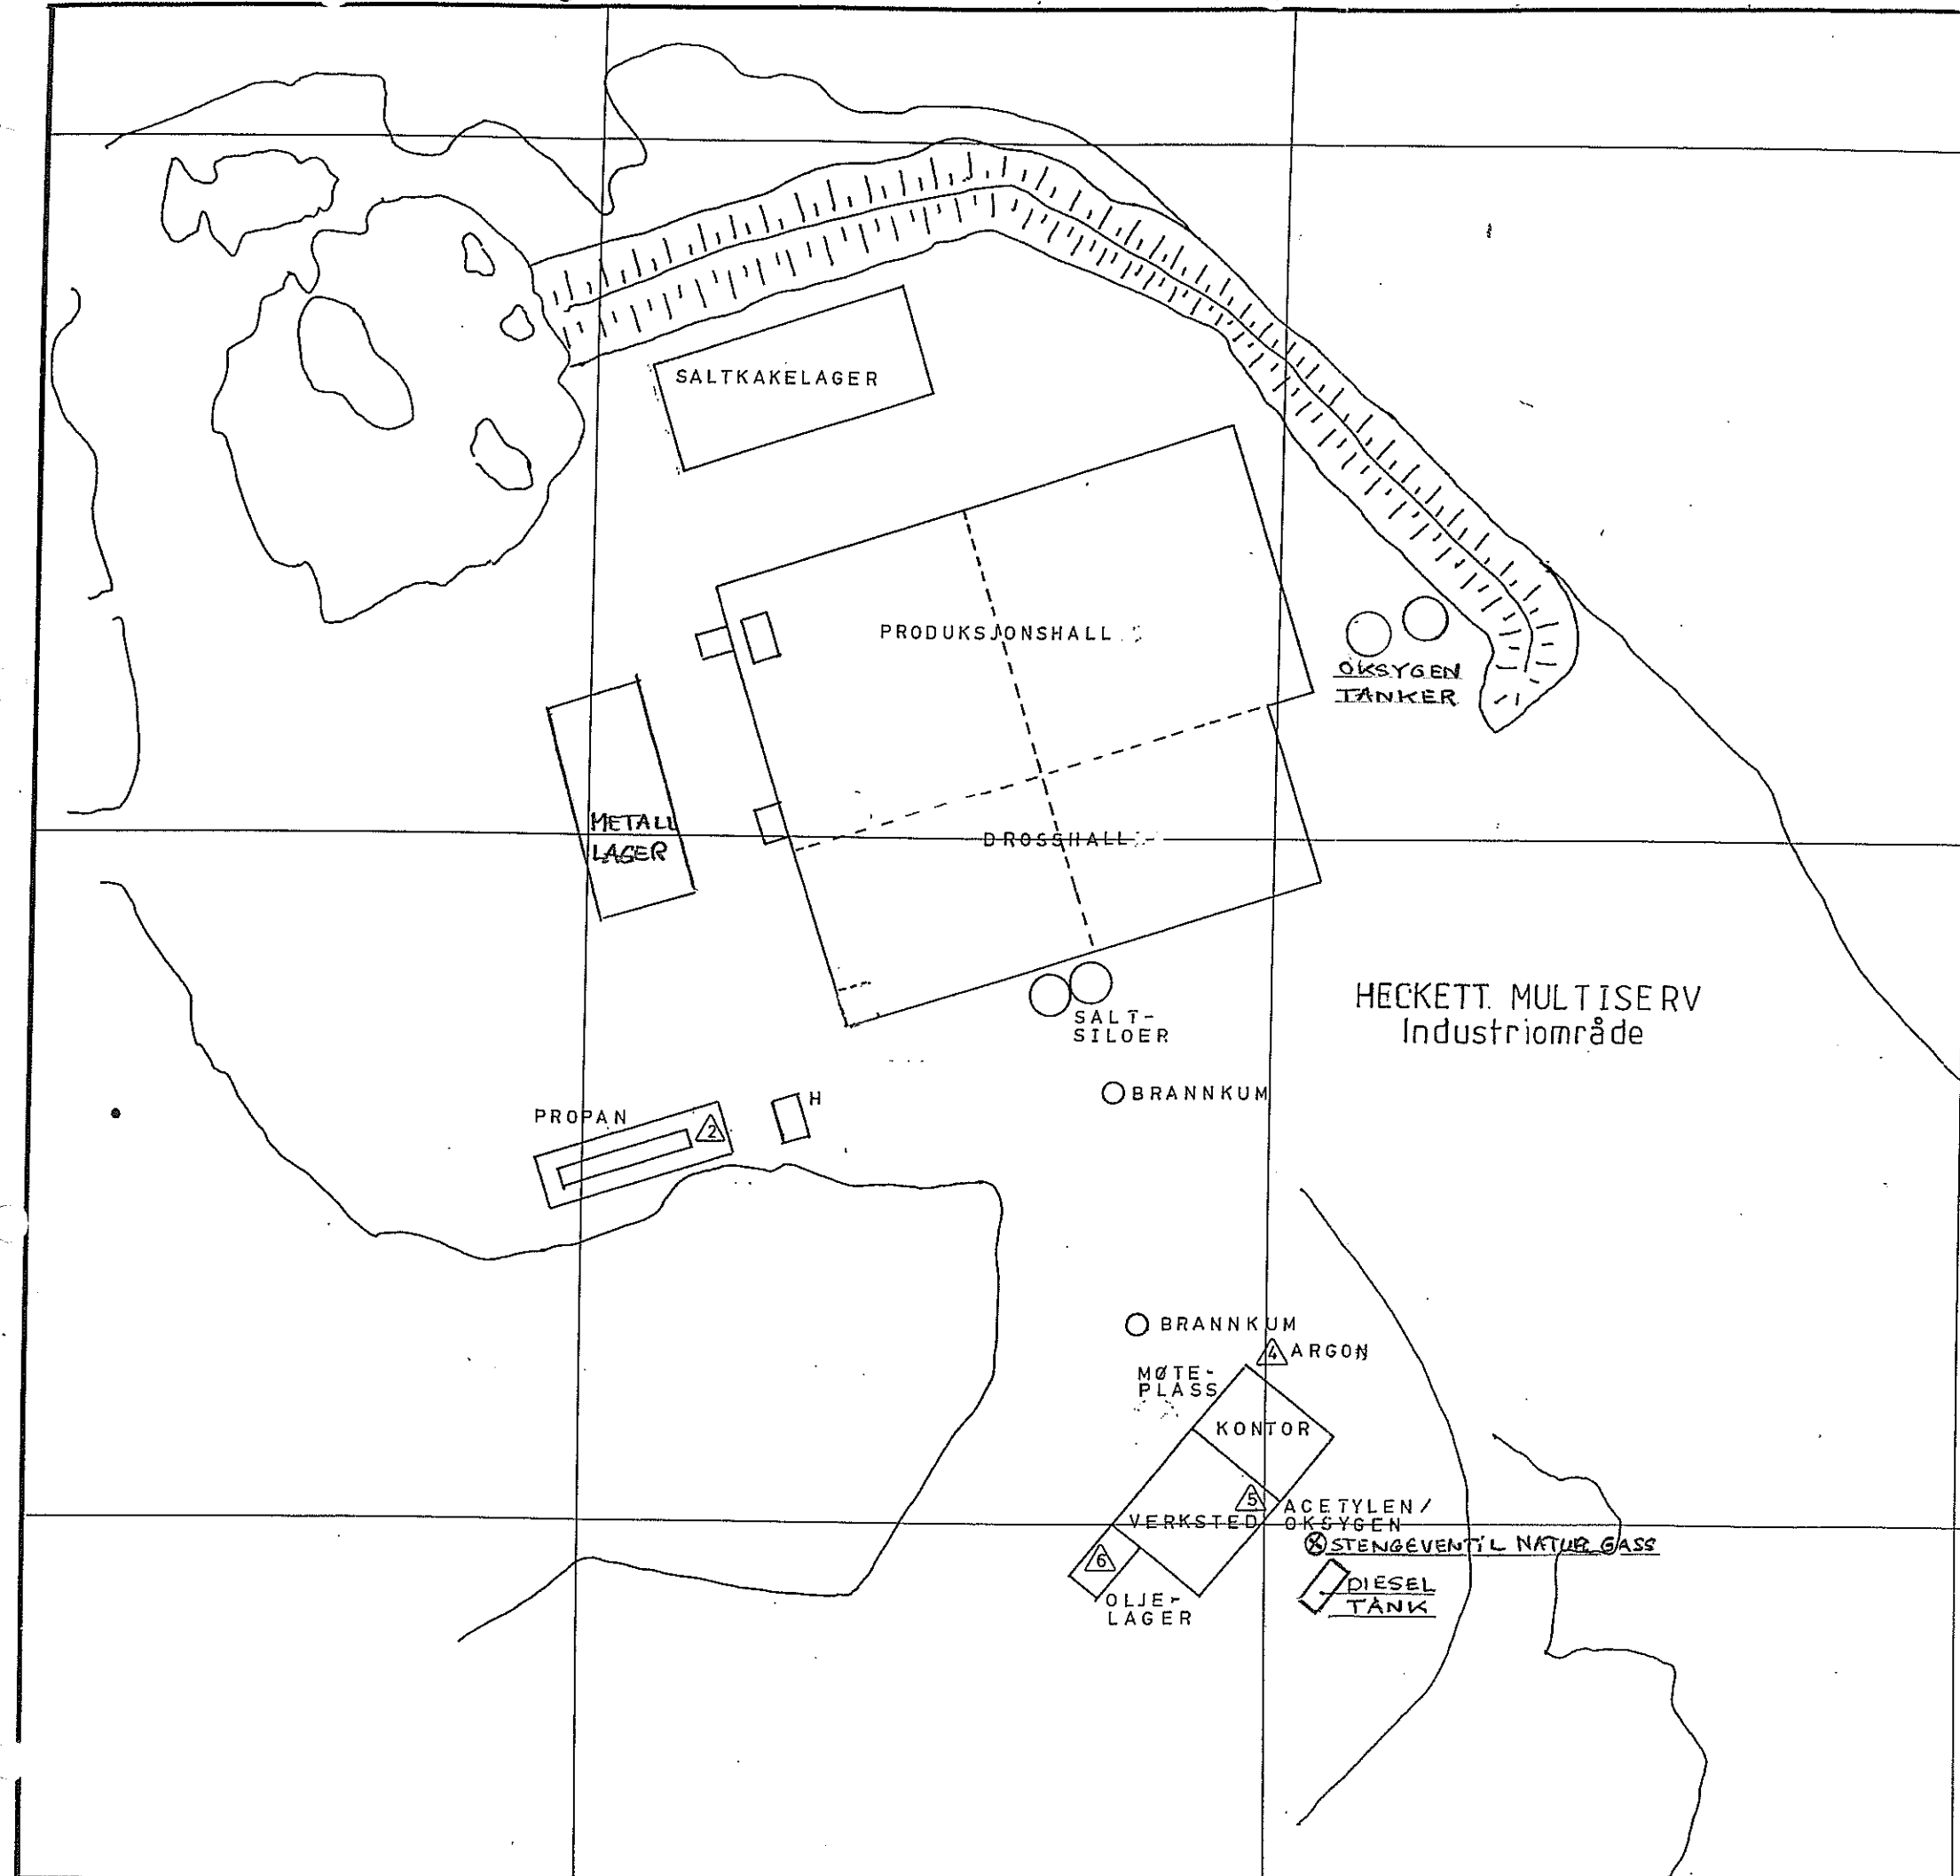 SALTKAKELAGER
PRODUKSJONSHALL
OKSYGEN
TANKER
METALL
LAGER
DROSSHALL
HECKETT MULTISERV
Industriområde
SALT-
SILOER
BRANNKUM
PROPAN
2
H
BRANNKUM
4 ARGON
MØTE-
PLASS
KONTOR
5
ACETYLEN/
OKSYGEN
VERKSTED
STENGEVENTIL NATUR GASS
6
DIESEL
TANK
OLJE-
LAGER